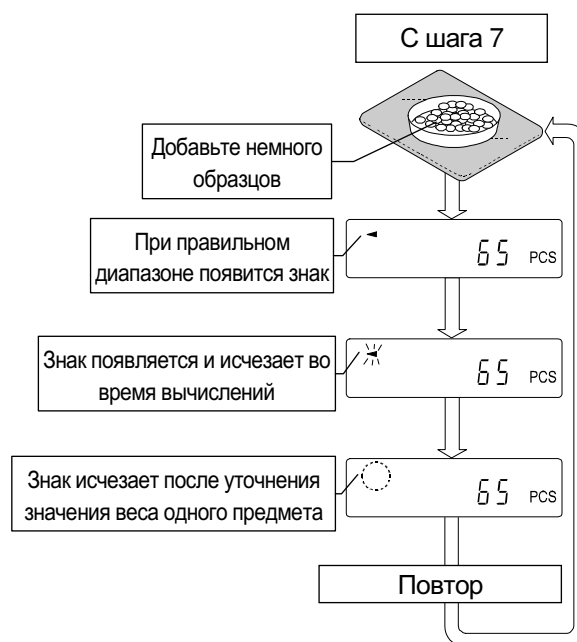 С шага 7
Добавьте немного
образцов
При правильном
диапазоне появится знак
65 PCS
Знак появляется и исчезает во
время вычислений
65 PCS
Знак исчезает после уточнения
значения веса одного предмета
65 PCS
Повтор